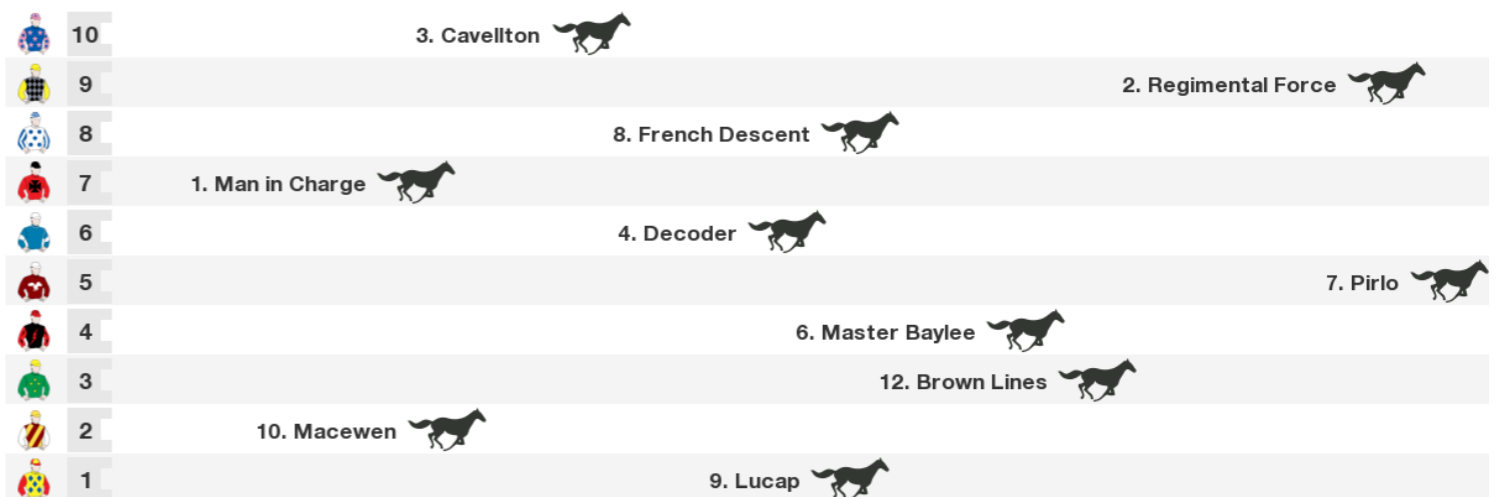 10 3. Cavellton
9 2. Regimental Force
8 8. French Descent
7 1. Man in Charge
6 4. Decoder
5 7. Pirlo
4 6. Master Baylee
3 12. Brown Lines
2 10. Macewen
1 9. Lucap